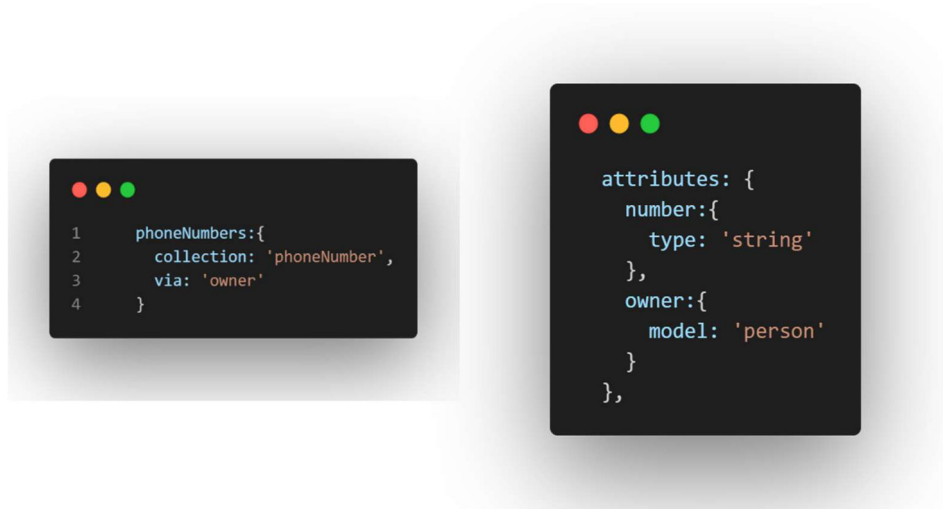 1 phoneNumbers:{
2 collection: 'phoneNumber',
3 via: 'owner'
4 }
attributes: {
number:{
type: 'string'
},
owner:{
model: 'person'
}
},